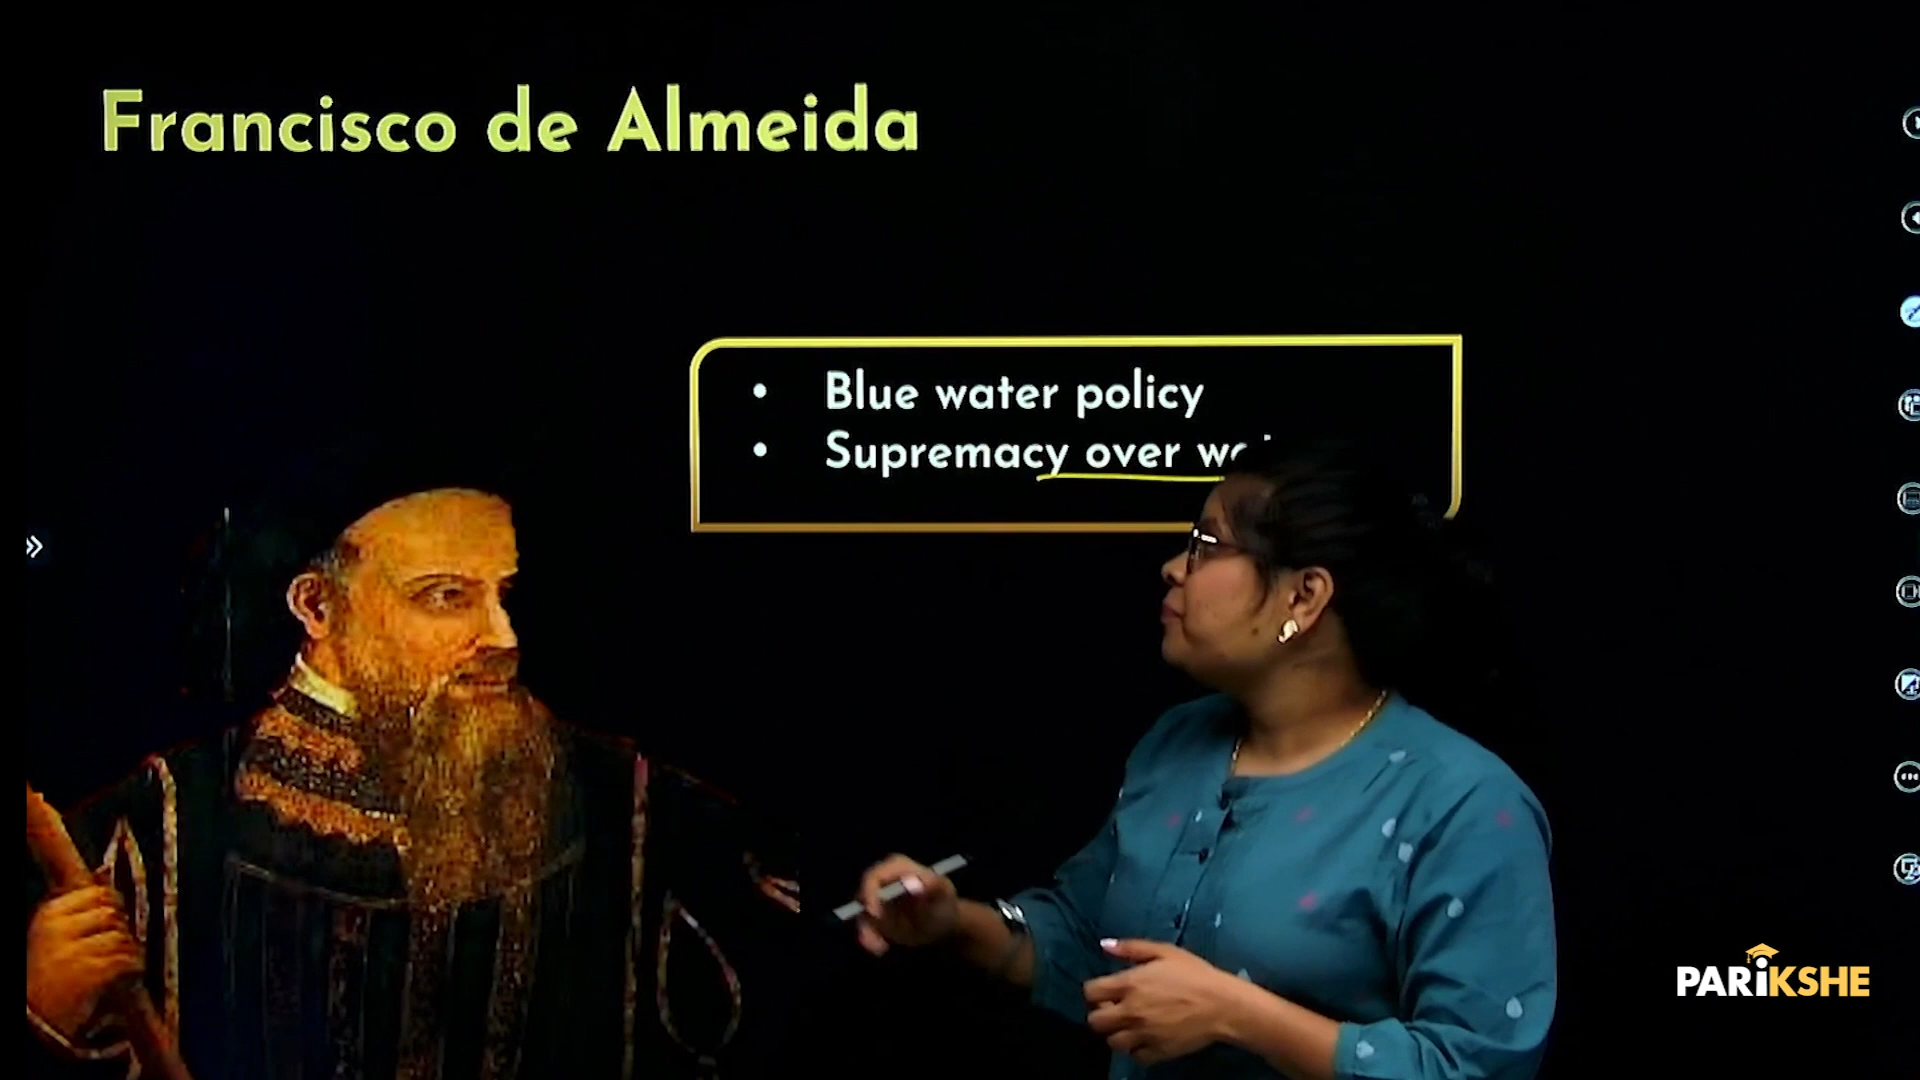 Francisco de Almeida
• Blue water policy
• Supremacy over
PARiKSHE